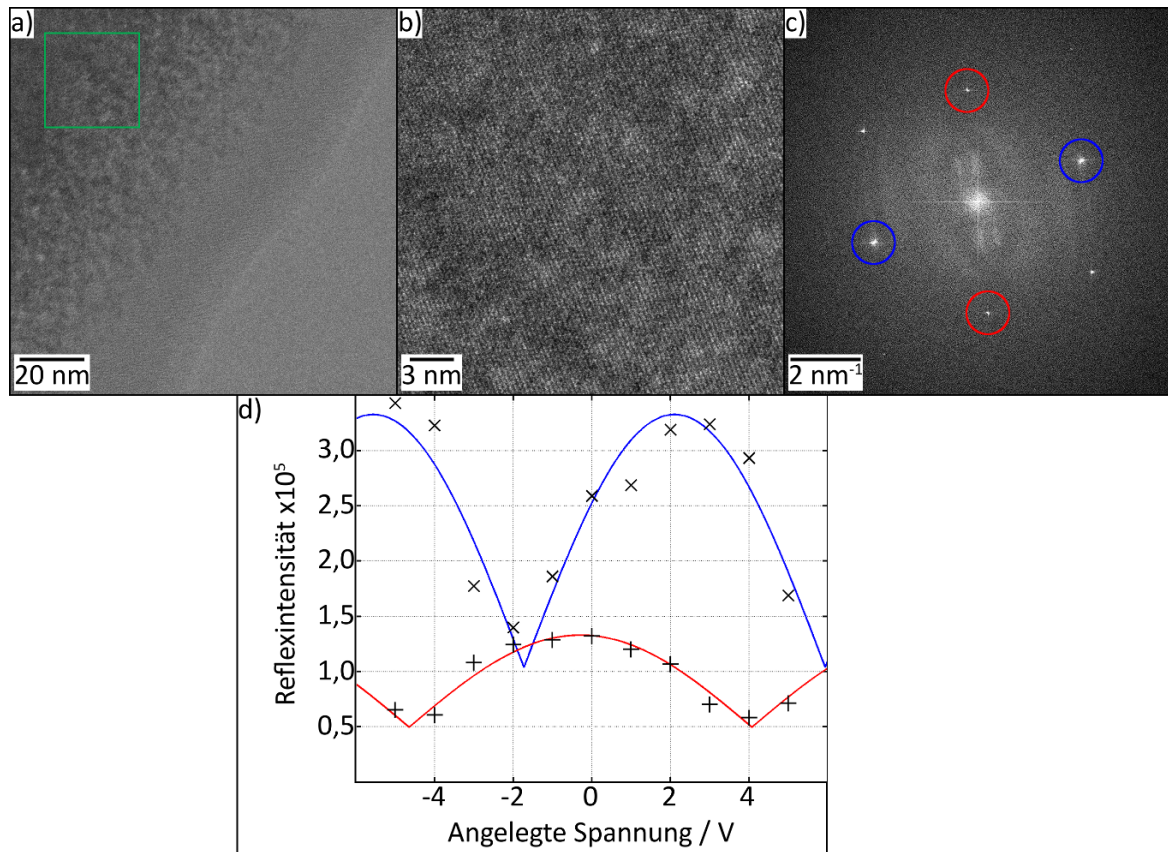 a)
b)
c)
20 nm
3 nm
2 nm⁻¹
d)
Reflexintensität x10⁵
3,0
2,5
2,0
1,5
1,0
0,5
-4
-2
0
2
4
Angelegte Spannung / V